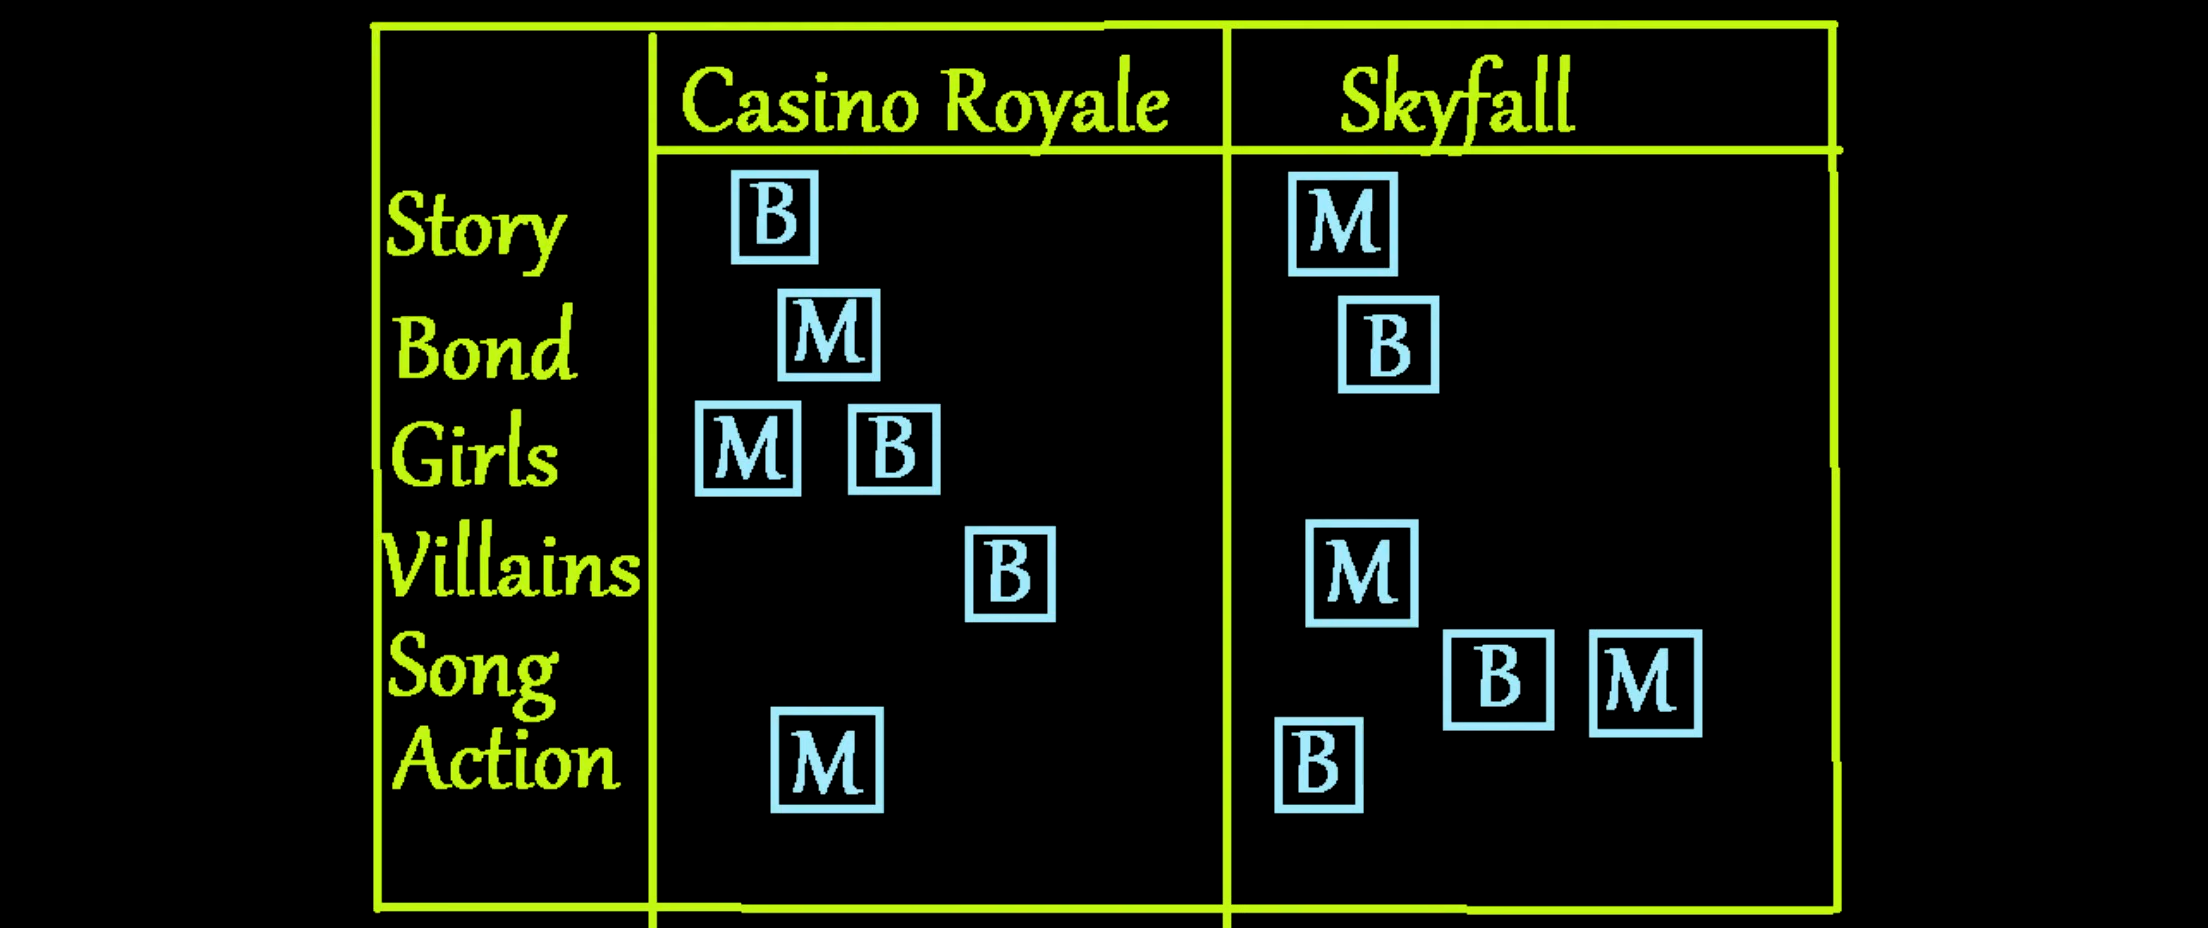 Casino Royale Skyfall
Story B M
Bond M B
Girls M B
Villains B M
Song B M
Action M B